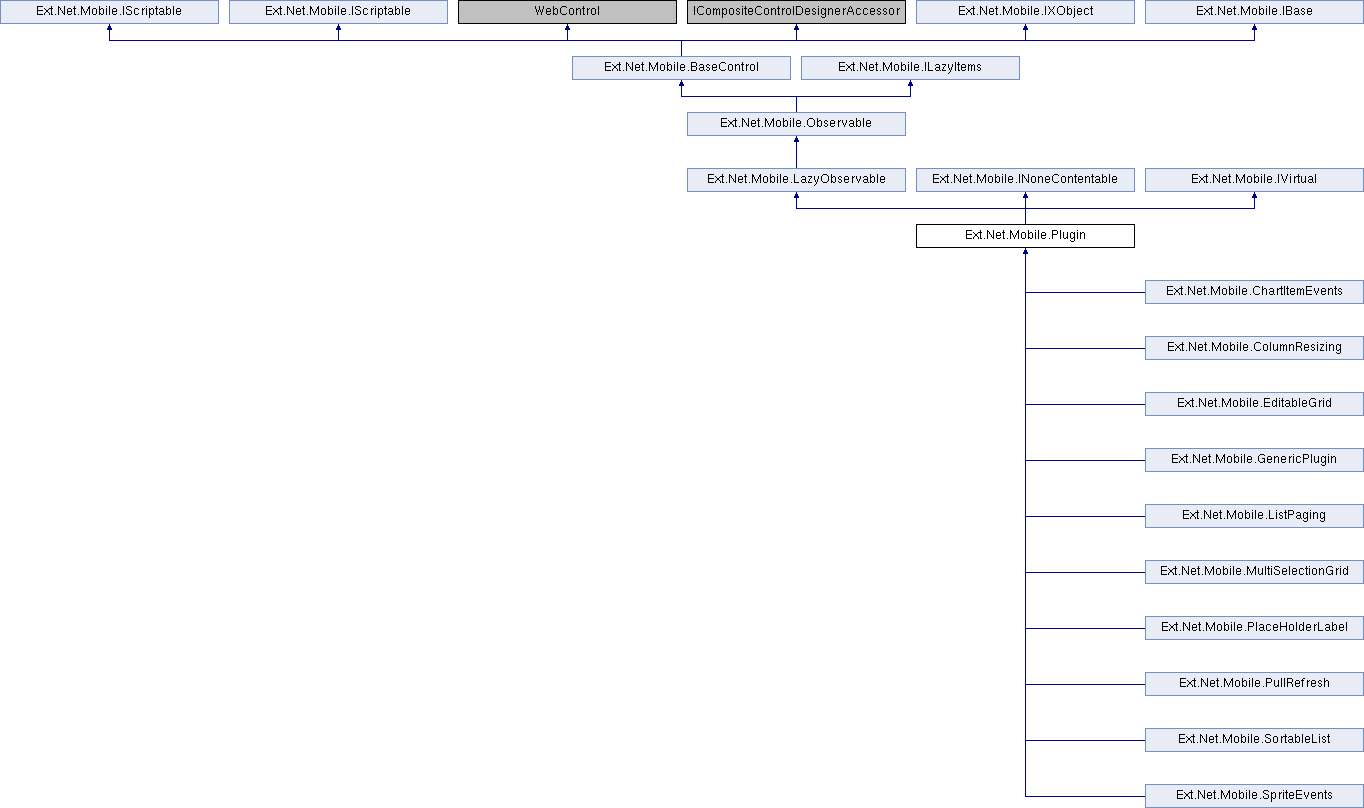 Ext.Net.Mobile.IScriptable
Ext.Net.Mobile.IScriptable
WebControl
ICompositeControlDesignerAccessor
Ext.Net.Mobile.IXObject
Ext.Net.Mobile.IBase
Ext.Net.Mobile.BaseControl
Ext.Net.Mobile.ILazyItems
Ext.Net.Mobile.Observable
Ext.Net.Mobile.LazyObservable
Ext.Net.Mobile.INoneContentable
Ext.Net.Mobile.IVirtual
Ext.Net.Mobile.Plugin
Ext.Net.Mobile.ChartItemEvents
Ext.Net.Mobile.ColumnResizing
Ext.Net.Mobile.EditableGrid
Ext.Net.Mobile.GenericPlugin
Ext.Net.Mobile.ListPaging
Ext.Net.Mobile.MultiSelectionGrid
Ext.Net.Mobile.PlaceHolderLabel
Ext.Net.Mobile.PullRefresh
Ext.Net.Mobile.SortableList
Ext.Net.Mobile.SpriteEvents